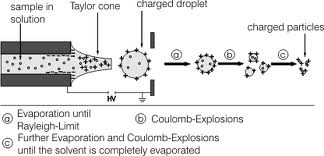 sample in
solution
Taylor cone
charged droplet
charged particles
a
b
c
HV
a Evaporation until
Rayleigh-Limit
b Coulomb-Explosions
c Further Evaporation and Coulomb-Explosions
until the solvent is completely evaporated